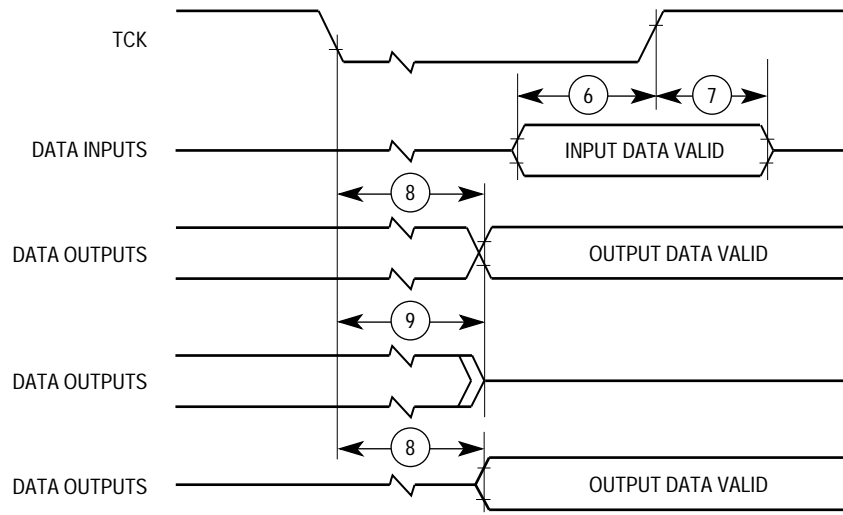 TCK
6
7
DATA INPUTS
INPUT DATA VALID
8
DATA OUTPUTS
OUTPUT DATA VALID
9
DATA OUTPUTS
8
DATA OUTPUTS
OUTPUT DATA VALID